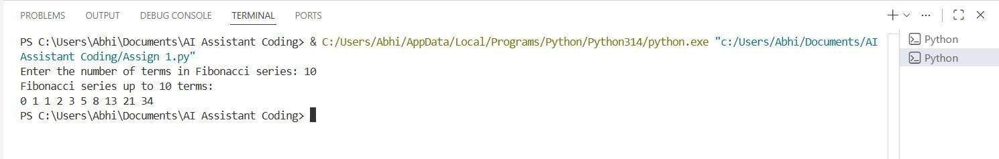 PROBLEMS OUTPUT DEBUG CONSOLE TERMINAL PORTS
PS C:\Users\Abhi\Documents\AI Assistant Coding> & C:/Users/Abhi/AppData/Local/Programs/Python/Python314/python.exe "c:/Users/Abhi/Documents/AI
Assistant Coding/Assign 1.py"
Enter the number of terms in Fibonacci series: 10
Fibonacci series up to 10 terms:
0 1 1 2 3 5 8 13 21 34
PS C:\Users\Abhi\Documents\AI Assistant Coding>
Python
Python